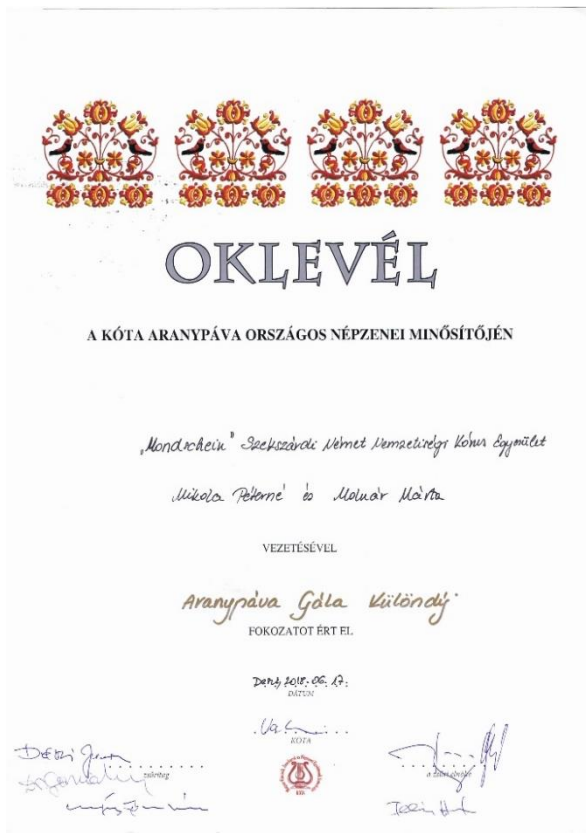 OKLEVÉL
A KÓTA ARANYPÁVA ORSZÁGOS NÉPZENEI MINŐSÍTŐJÉN
„Mondschein" Szekszárdi Német Nemzetiségi Kórus Egyesület
Mikola Péterné és Molnár Márta
VEZETÉSÉVEL
Aranypáva Gála Különdíj
FOKOZATOT ÉRT EL
2018. 06. 17.
DÁTUM
KÓTA
zsűritag
a zsűri elnöke